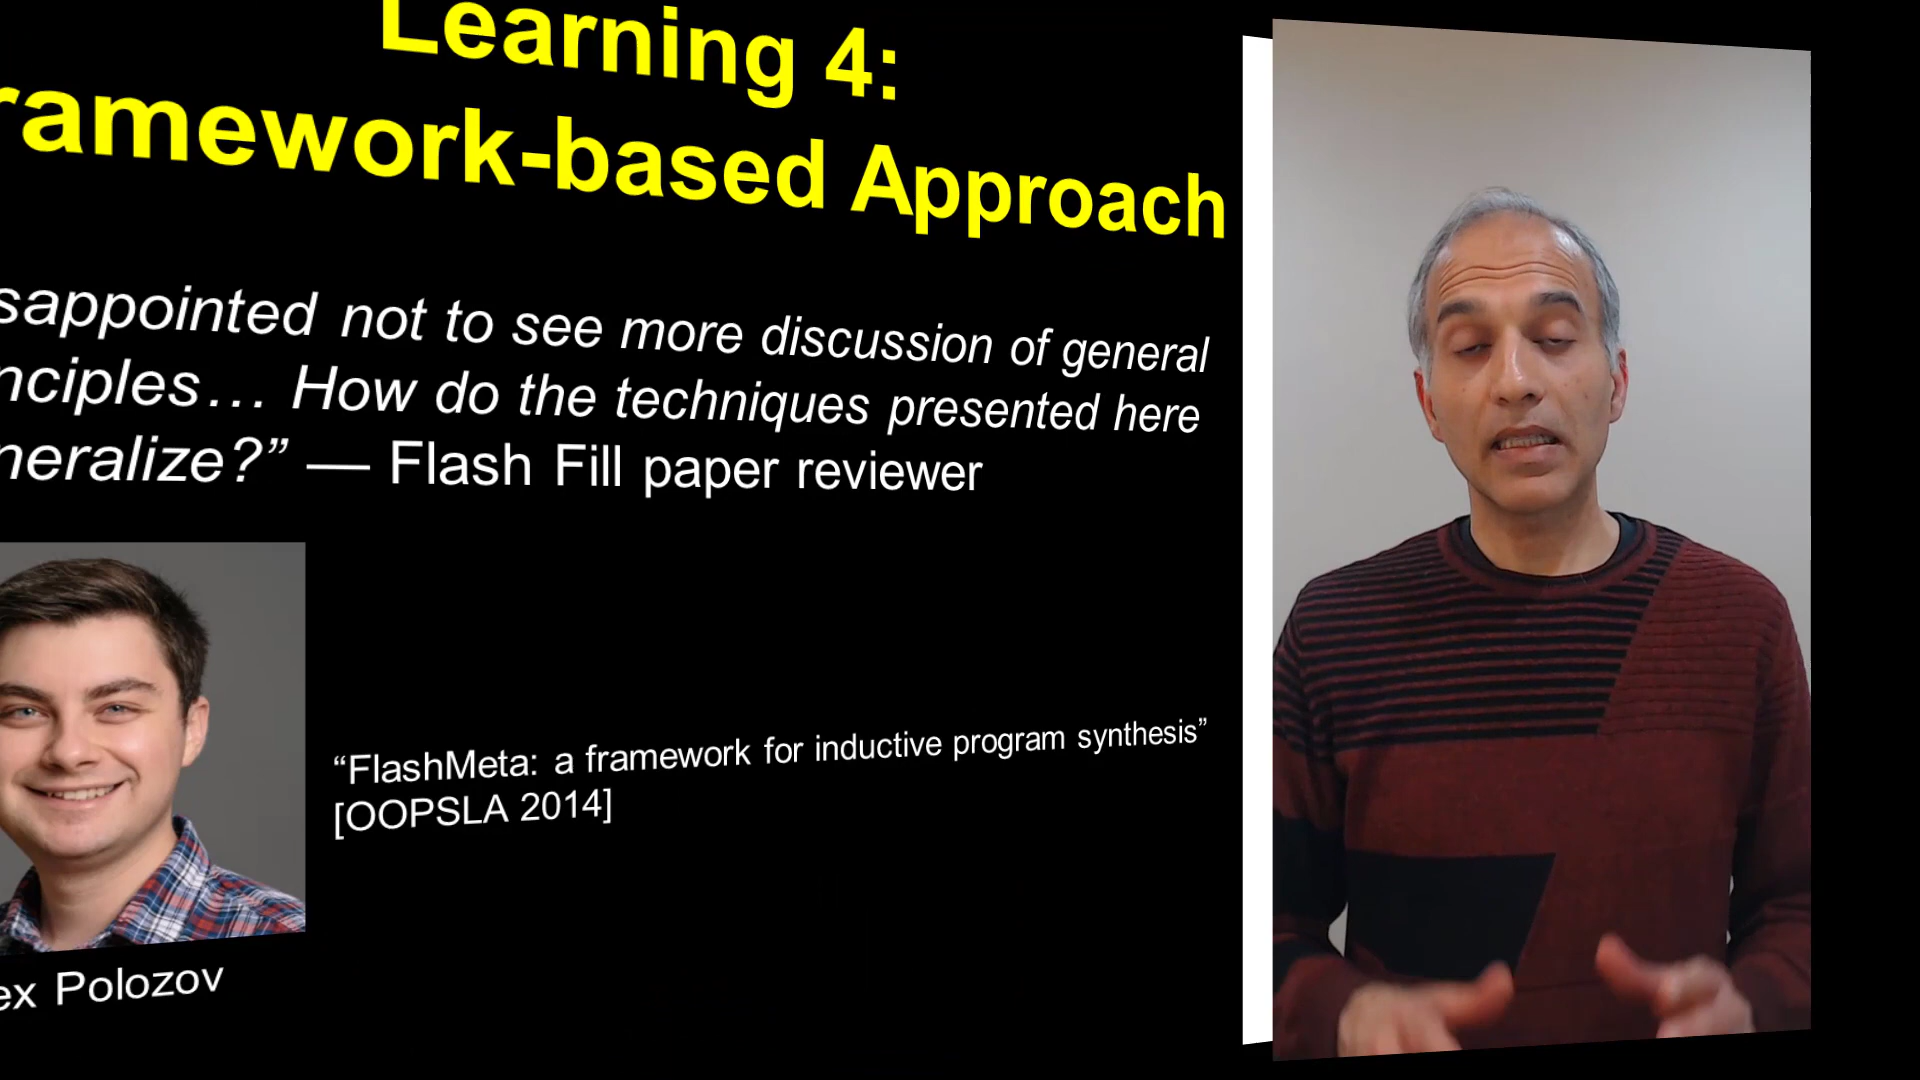 Learning 4:
ramework-based Approach
sappointed not to see more discussion of general
nciples… How do the techniques presented here
neralize?” — Flash Fill paper reviewer
“FlashMeta: a framework for inductive program synthesis”
[OOPSLA 2014]
ex Polozov